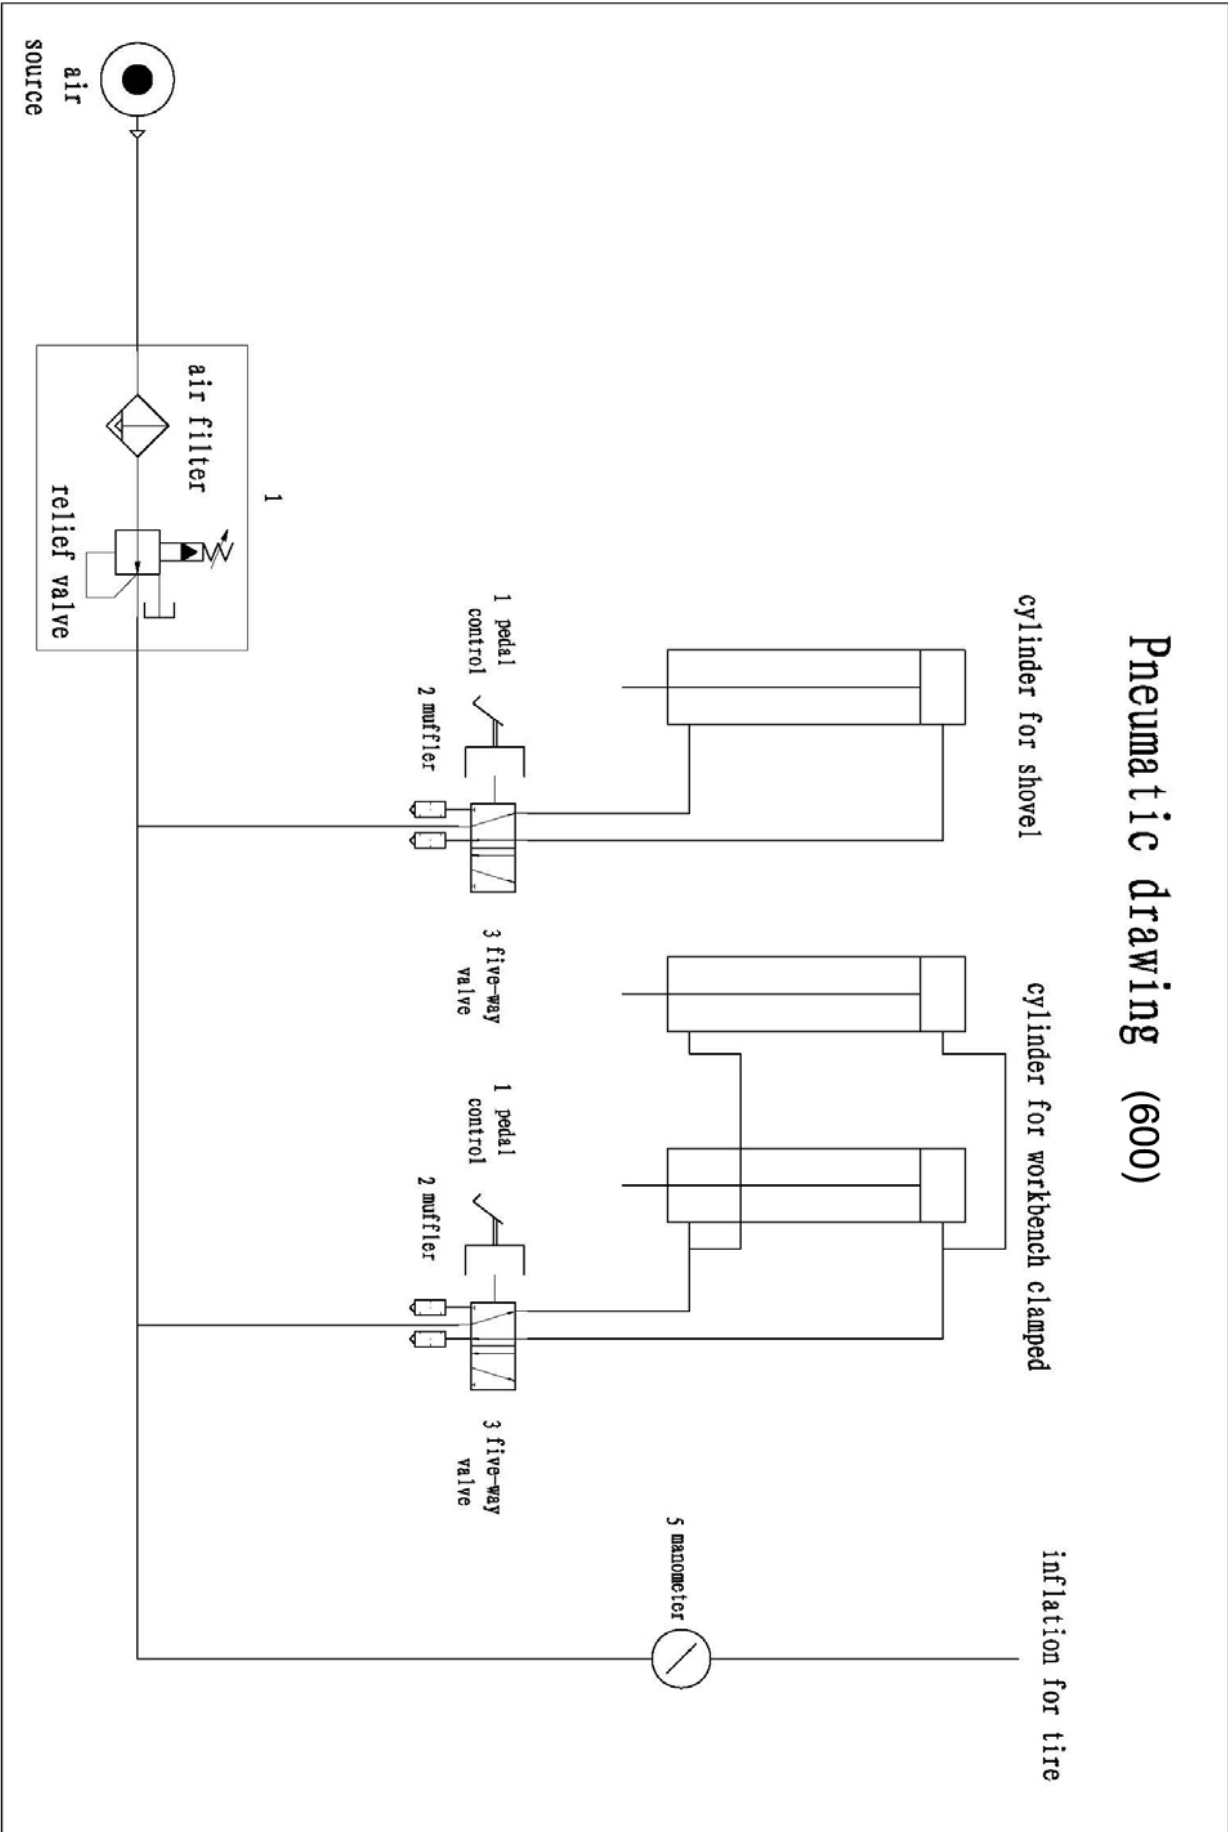 Pneumatic drawing (600)
cylinder for shovel
cylinder for workbench clamped
inflation for tire
1 pedal
control
2 muffler
3 five-way
valve
1 pedal
control
2 muffler
3 five-way
valve
5 manometer
1
air filter
relief valve
air
source